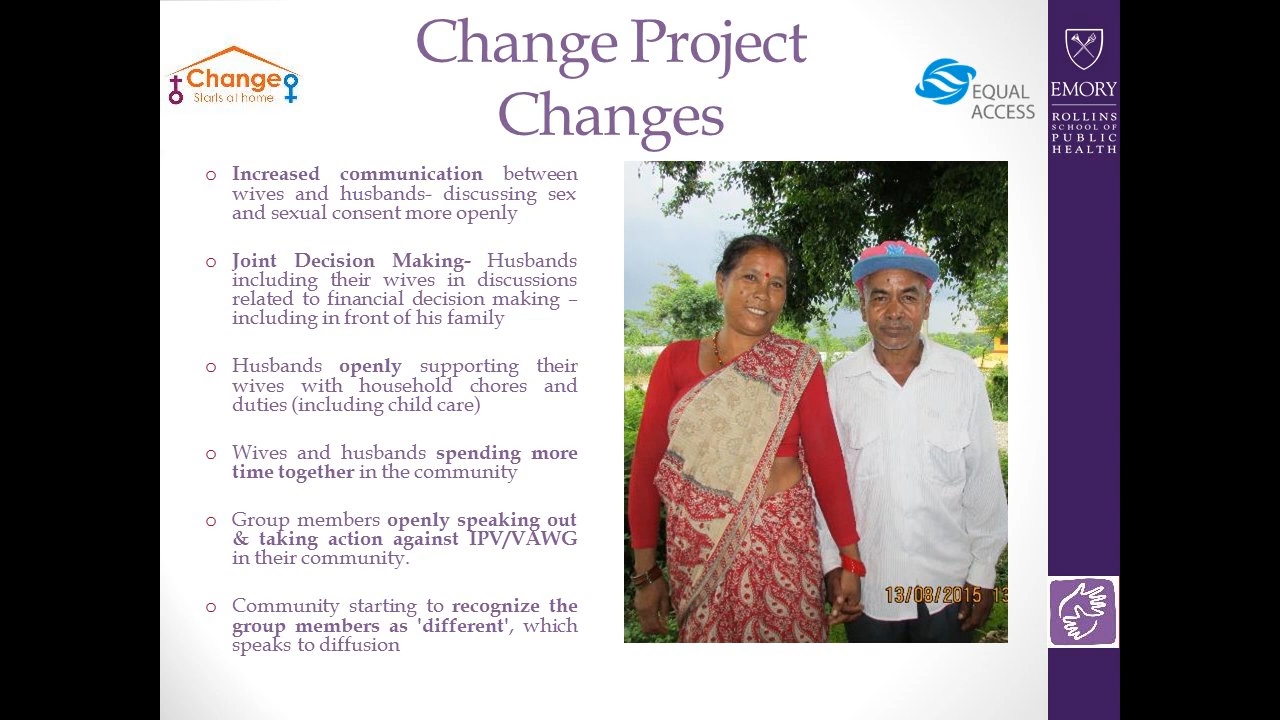 Change Project
Changes
Change
Starts at home
EQUAL
ACCESS
EMORY
ROLLINS
SCHOOL OF
PUBLIC
HEALTH
o Increased communication between
wives and husbands- discussing sex
and sexual consent more openly
o Joint Decision Making- Husbands
including their wives in discussions
related to financial decision making –
including in front of his family
o Husbands openly supporting their
wives with household chores and
duties (including child care)
o Wives and husbands spending more
time together in the community
o Group members openly speaking out
& taking action against IPV/VAWG
in their community.
o Community starting to recognize the
group members as 'different', which
speaks to diffusion
13/08/2015 13